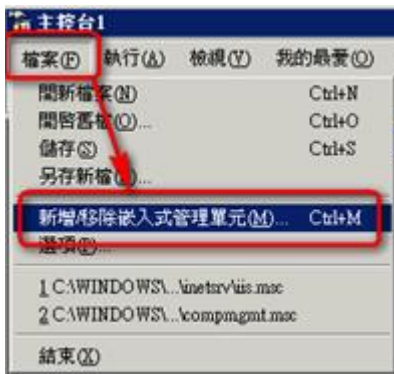 主控台1
檔案(F) 執行(A) 檢視(V) 我的最愛(O)
開新檔案(N) Ctrl+N
開啓舊檔(O)... Ctrl+O
儲存(S) Ctrl+S
另存新檔(A)...
新增/移除嵌入式管理單元(M)... Ctrl+M
選項(P)...
1 C:\WINDOWS\...\inetsrv\iis.msc
2 C:\WINDOWS\...\compmgmt.msc
結束(X)